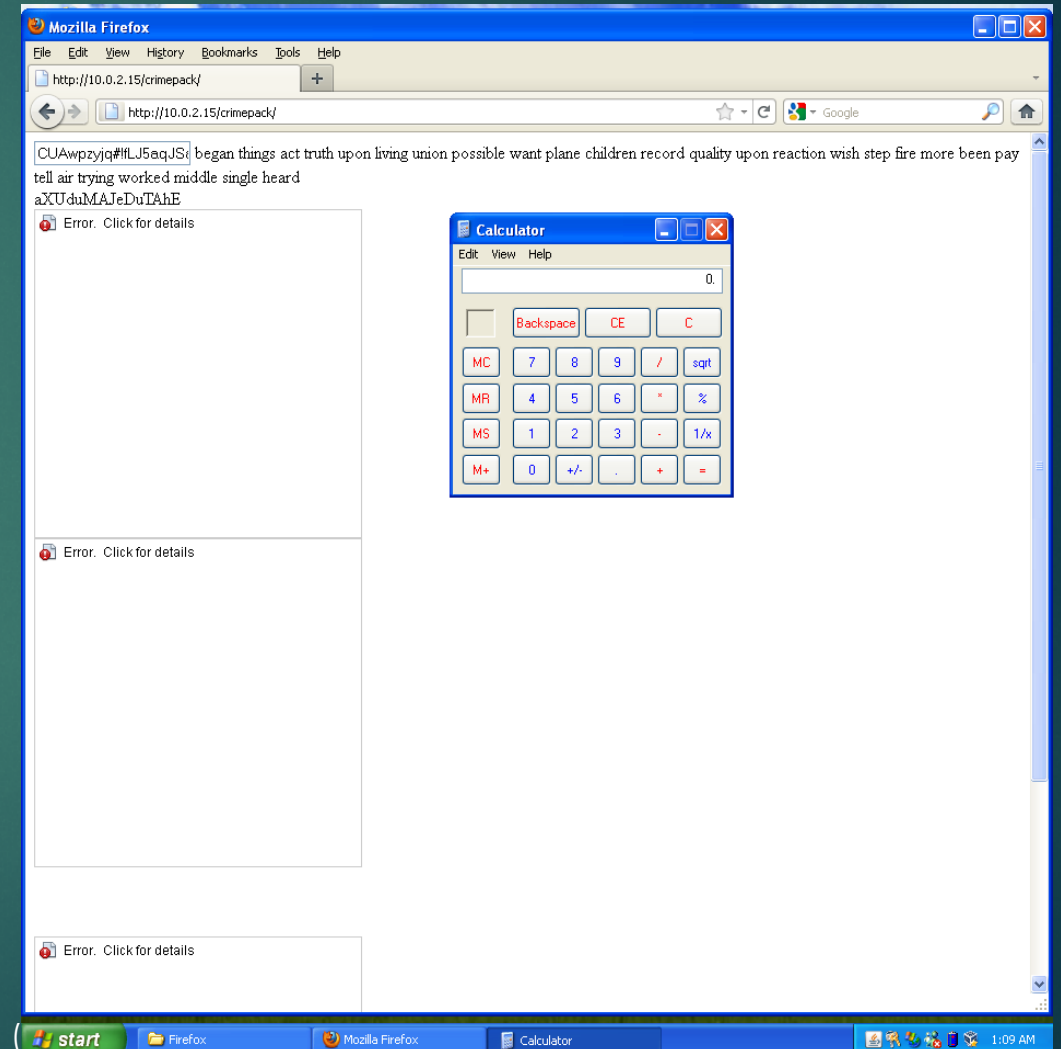 Mozilla Firefox
File Edit View History Bookmarks Tools Help
http://10.0.2.15/crimepack/ +
http://10.0.2.15/crimepack/ Google
began things act truth upon living union possible want plane children record quality upon reaction wish step fire more been pay
tell air trying worked middle single heard
aXUduMAJeDuTAhE
Error. Click for details
Calculator
Edit View Help
0.
Backspace CE C
MC 7 8 9 / sqrt
MR 4 5 6 * %
MS 1 2 3 - 1/x
M+ 0 +/- . + =
Error. Click for details
Error. Click for details
( start Firefox Mozilla Firefox Calculator 1:09 AM